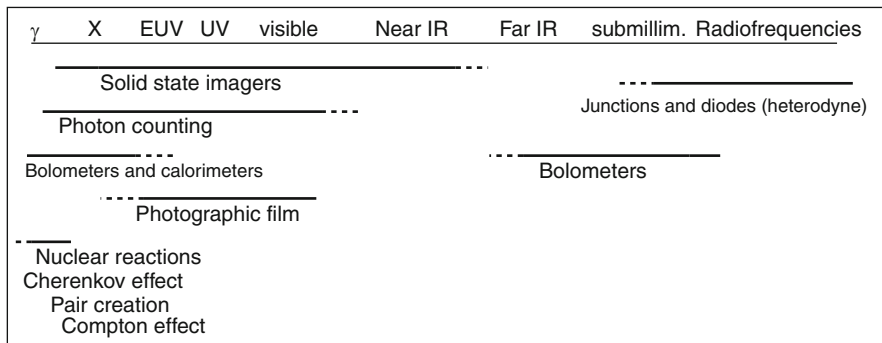 γ X EUV UV visible Near IR Far IR submillim. Radiofrequencies
Solid state imagers
Junctions and diodes (heterodyne)
Photon counting
Bolometers and calorimeters
Bolometers
Photographic film
Nuclear reactions
Cherenkov effect
Pair creation
Compton effect